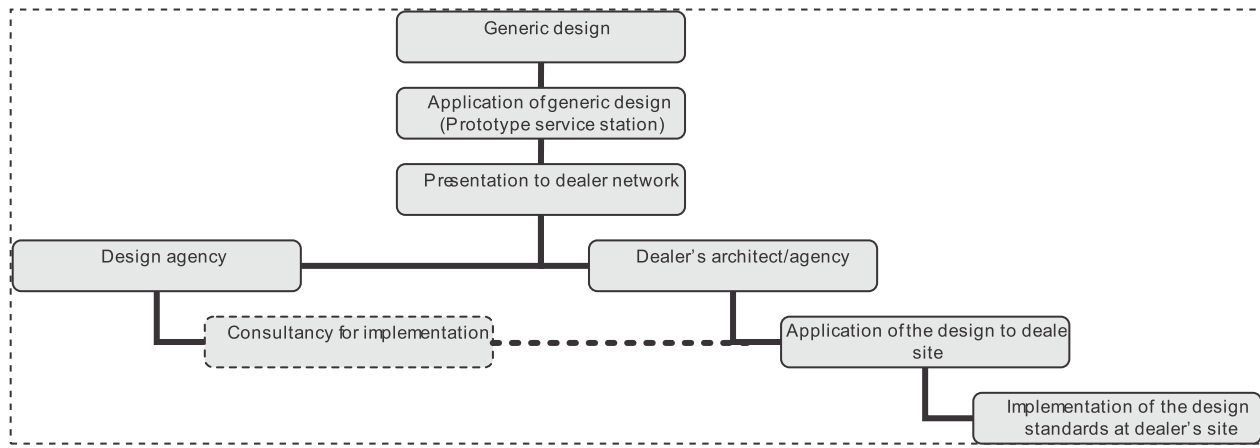 Generic design
Application of generic design
(Prototype service station)
Presentation to dealer network
Design agency
Dealer's architect/agency
Consultancy for implementation
Application of the design to deale
site
Implementation of the design
standards at dealer's site